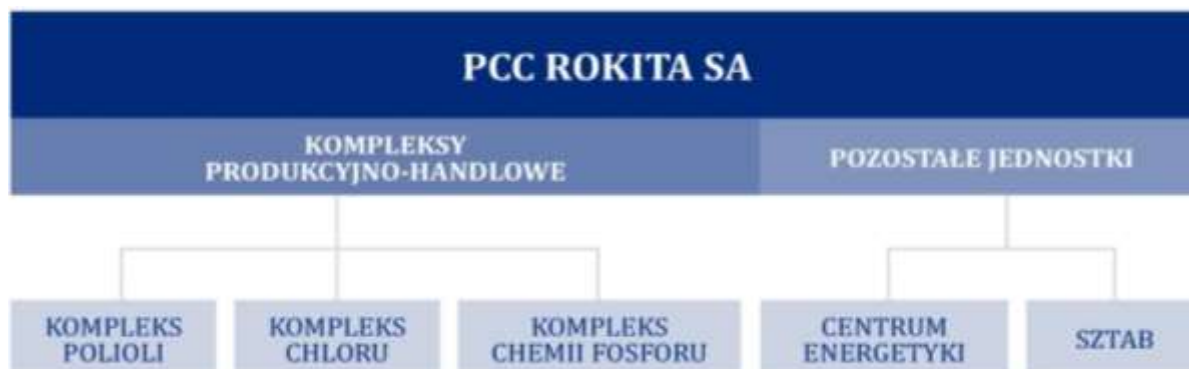 PCC ROKITA SA
KOMPLEKSY
PRODUKCYJNO-HANDLOWE
POZOSTAŁE JEDNOSTKI
KOMPLEKS
POLIOLI
KOMPLEKS
CHLORU
KOMPLEKS
CHEMII FOSFORU
CENTRUM
ENERGETYKI
SZTAB